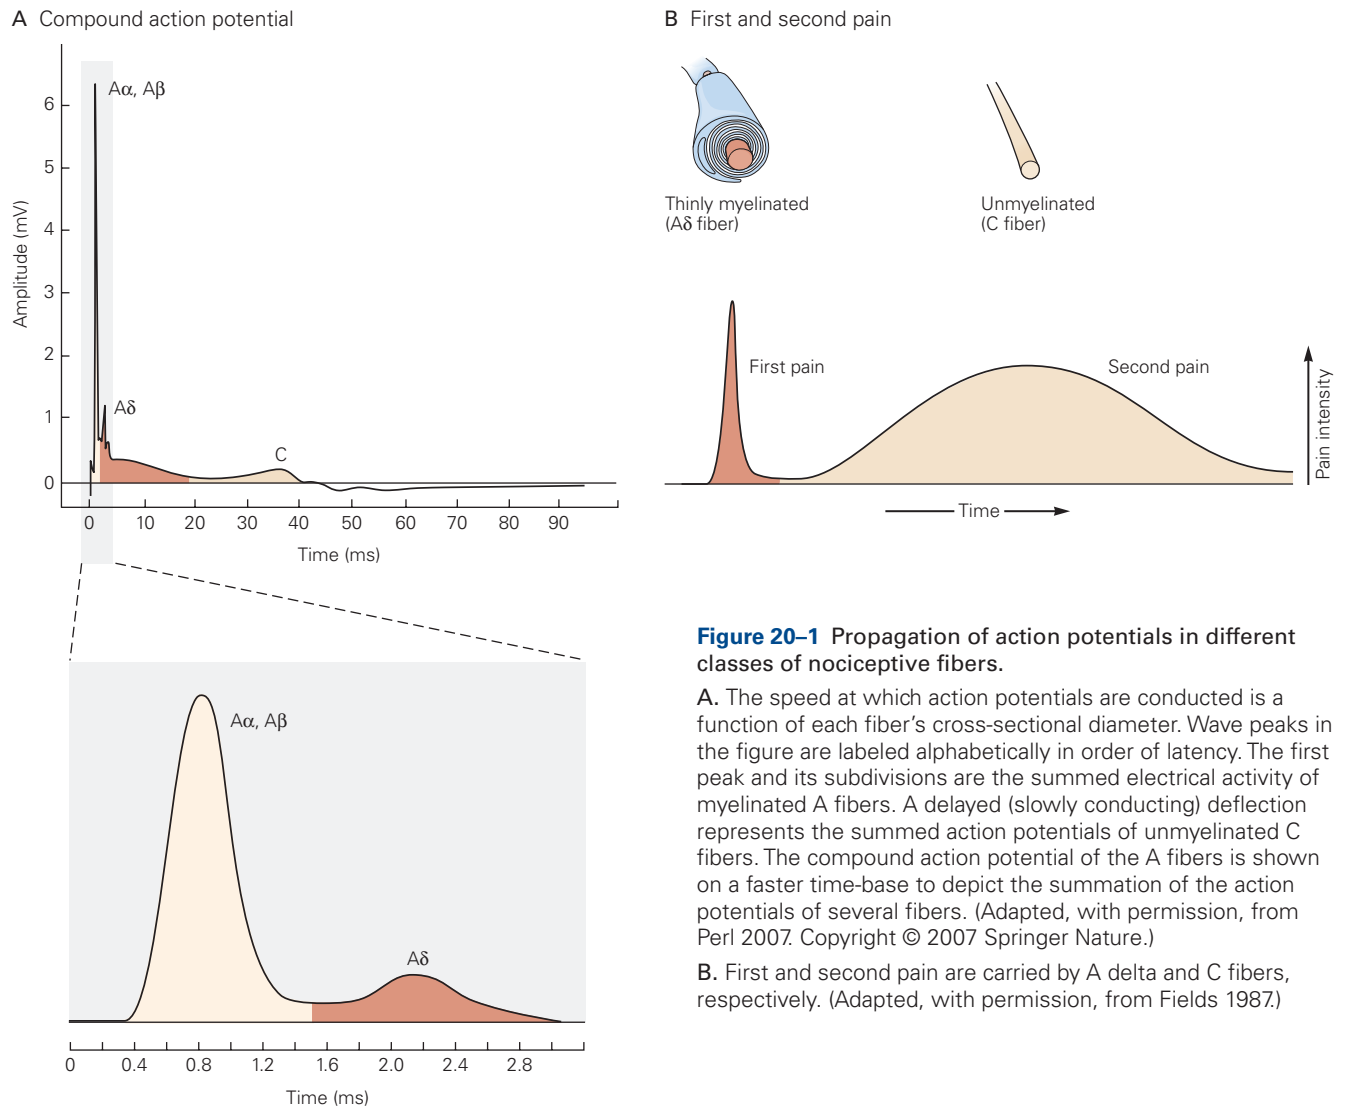 A Compound action potential
Aα, Aβ
6
5
4
3
2
1
0
Amplitude (mV)
Aδ
C
0 10 20 30 40 50 60 70 80 90
Time (ms)
Aα, Aβ
Aδ
0 0.4 0.8 1.2 1.6 2.0 2.4 2.8
Time (ms)
B First and second pain
Thinly myelinated
(Aδ fiber)
Unmyelinated
(C fiber)
First pain
Second pain
Pain intensity
Time
Figure 20–1 Propagation of action potentials in different
classes of nociceptive fibers.
A. The speed at which action potentials are conducted is a
function of each fiber's cross-sectional diameter. Wave peaks in
the figure are labeled alphabetically in order of latency. The first
peak and its subdivisions are the summed electrical activity of
myelinated A fibers. A delayed (slowly conducting) deflection
represents the summed action potentials of unmyelinated C
fibers. The compound action potential of the A fibers is shown
on a faster time-base to depict the summation of the action
potentials of several fibers. (Adapted, with permission, from
Perl 2007. Copyright © 2007 Springer Nature.)
B. First and second pain are carried by A delta and C fibers,
respectively. (Adapted, with permission, from Fields 1987.)